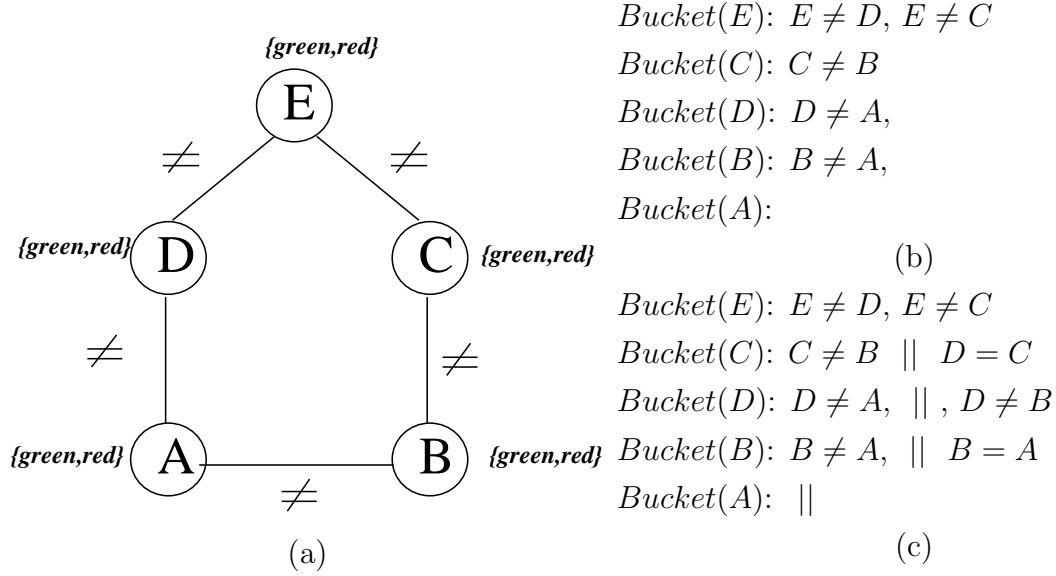 {green,red}
E
≠ ≠
{green,red} D C {green,red}
≠ ≠
{green,red} A B {green,red}
≠
(a)
Bucket(E): E ≠ D, E ≠ C
Bucket(C): C ≠ B
Bucket(D): D ≠ A,
Bucket(B): B ≠ A,
Bucket(A):
(b)
Bucket(E): E ≠ D, E ≠ C
Bucket(C): C ≠ B || D = C
Bucket(D): D ≠ A, || , D ≠ B
Bucket(B): B ≠ A, || B = A
Bucket(A): ||
(c)